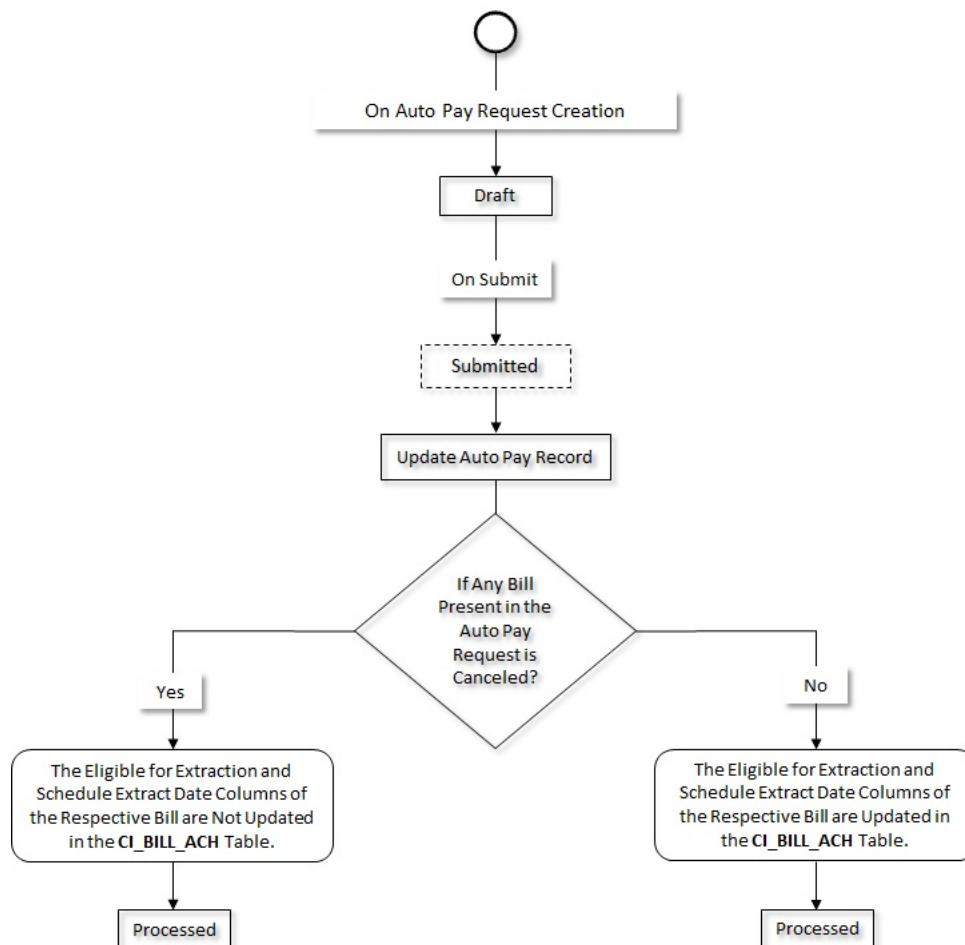 On Auto Pay Request Creation
Draft
On Submit
Submitted
Update Auto Pay Record
If Any Bill
Present in the
Auto Pay
Request is
Canceled?
Yes
No
The Eligible for Extraction and
Schedule Extract Date Columns of
the Respective Bill are Not Updated
in the CI_BILL_ACH Table.
The Eligible for Extraction and
Schedule Extract Date Columns of
the Respective Bill are Updated in
the CI_BILL_ACH Table.
Processed
Processed